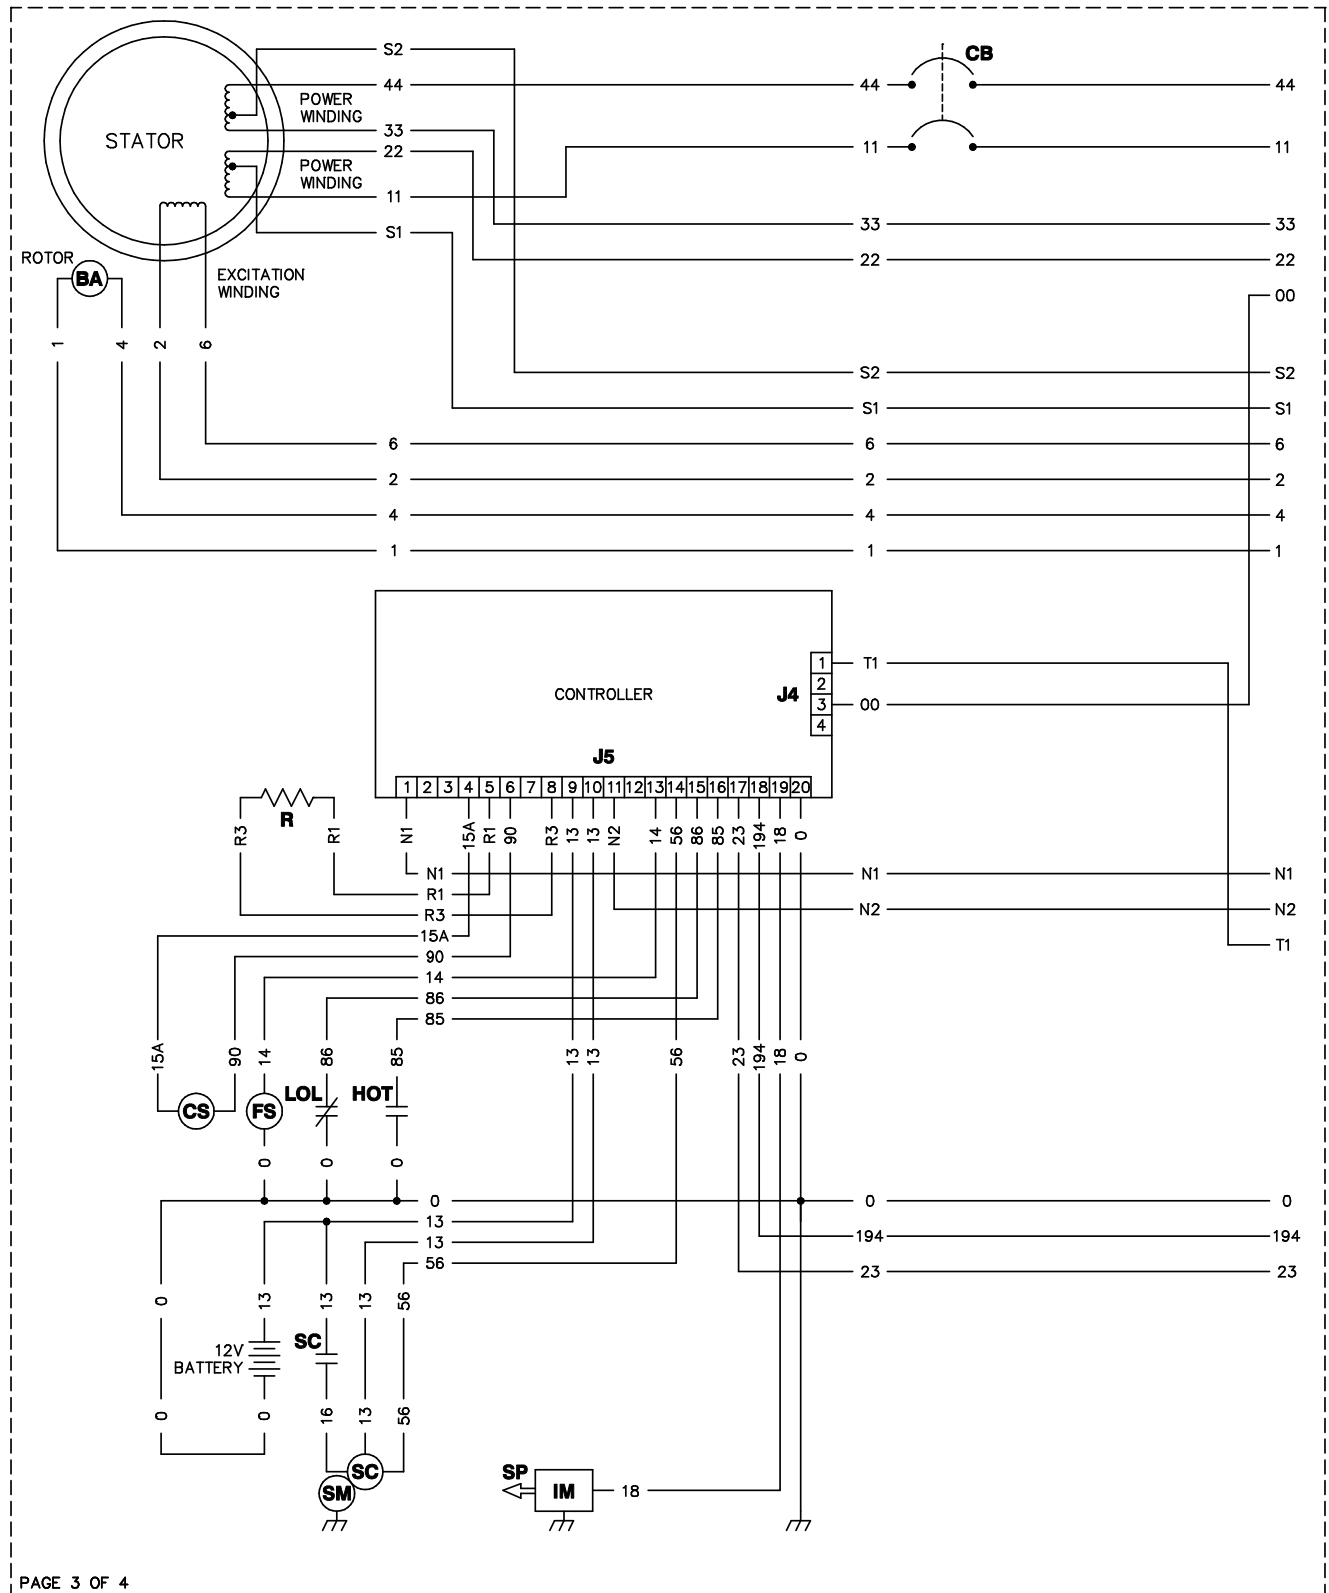 S2
44 44 CB 44
POWER
WINDING
STATOR
33
22
11 11
POWER
WINDING
11
33 33
S1
22 22
ROTOR
BA
EXCITATION
WINDING
00
1 4 2 6
S2 S2
S1 S1
6 6 6
2 2 2
4 4 4
1 1 1
1 T1
2
CONTROLLER J4
3 00
4
J5
1 2 3 4 5 6 7 8 9 10 11 12 13 14 15 16 17 18 19 20
R
R3 R1 N1 15A R1 90 R3 13 13 N2 14 56 86 85 23 194 18 0
N1 N1 N1
R1
R3 N2 N2
15A T1
90
14
86
85
15A 90 14 86 85 13 13 56 23 194 18 0
LOL HOT
CS FS
0 0 0
0 0 0
13
13 194 194
56 23 23
0 13 13 13 56
SC
12V
BATTERY
0 0 16 13 56
SC
SP
SM IM 18
PAGE 3 OF 4